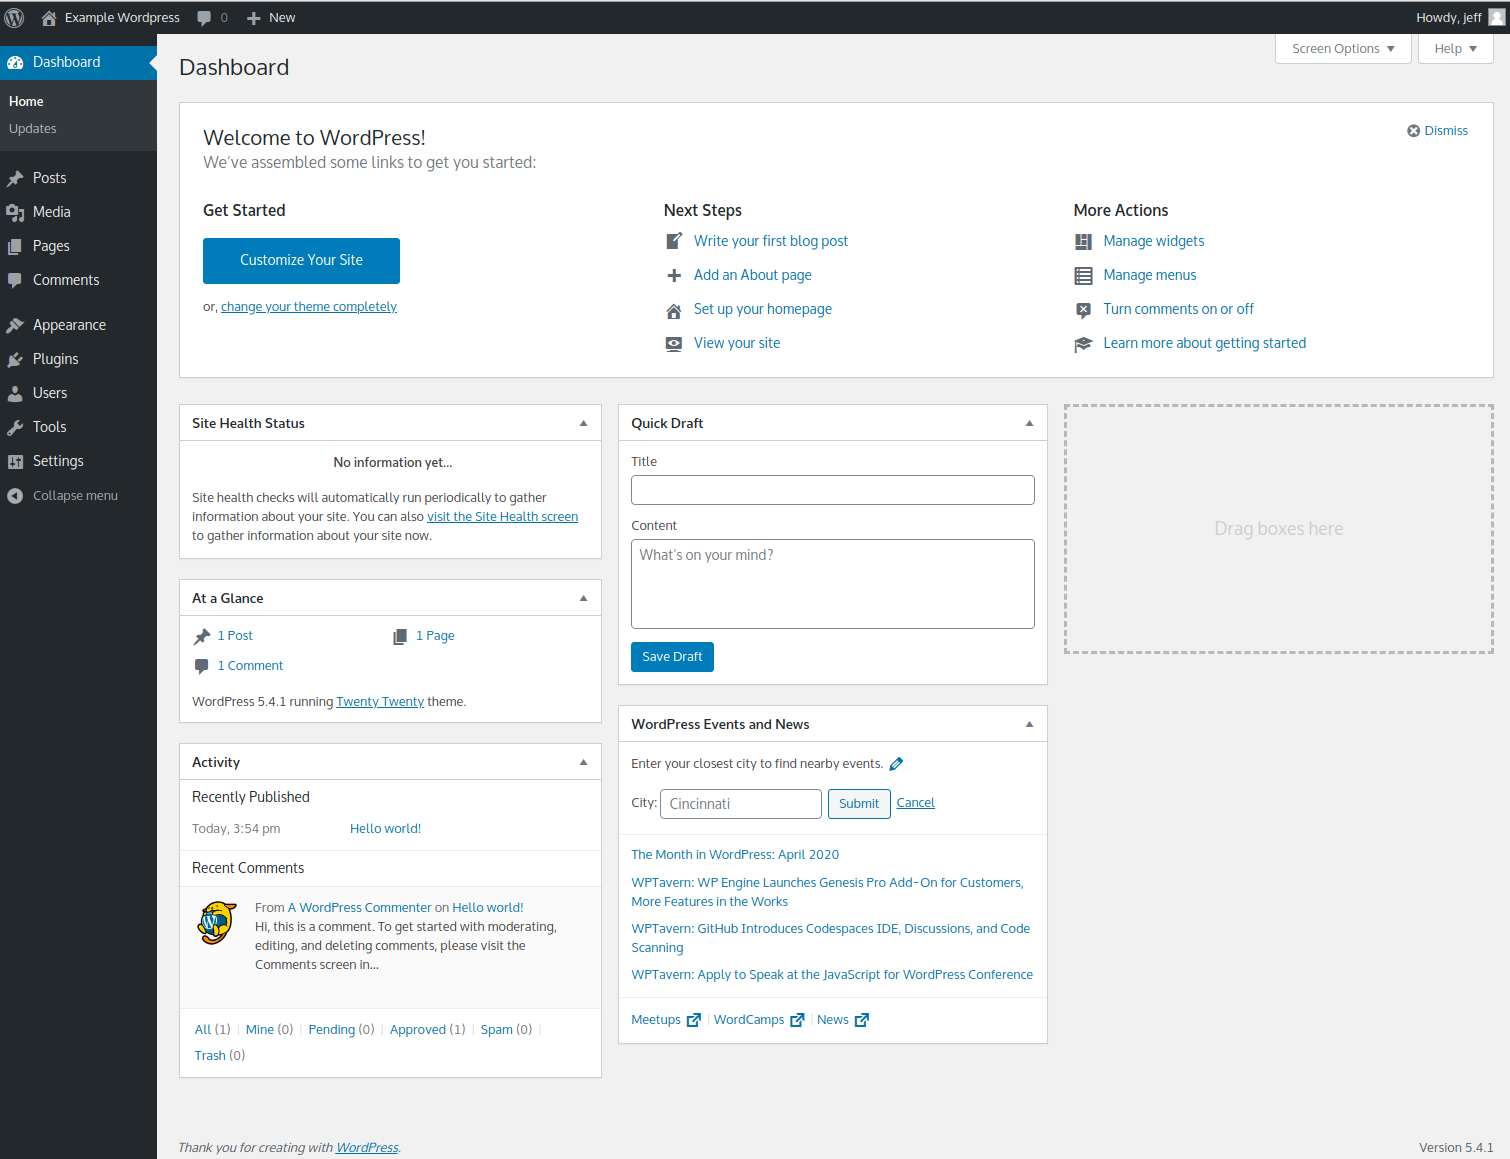 Example Wordpress 0 New Howdy, jeff
Dashboard
Home
Updates
Posts
Media
Pages
Comments
Appearance
Plugins
Users
Tools
Settings
Collapse menu
Screen Options Help
Dashboard
Welcome to WordPress!
We've assembled some links to get you started:
Dismiss
Get Started
Customize Your Site
or, change your theme completely
Next Steps
Write your first blog post
Add an About page
Set up your homepage
View your site
More Actions
Manage widgets
Manage menus
Turn comments on or off
Learn more about getting started
Site Health Status
No information yet...
Site health checks will automatically run periodically to gather
information about your site. You can also visit the Site Health screen
to gather information about your site now.
At a Glance
1 Post 1 Page
1 Comment
WordPress 5.4.1 running Twenty Twenty theme.
Activity
Recently Published
Today, 3:54 pm Hello world!
Recent Comments
From A WordPress Commenter on Hello world!
Hi, this is a comment. To get started with moderating,
editing, and deleting comments, please visit the
Comments screen in...
All (1) | Mine (0) | Pending (0) | Approved (1) | Spam (0) |
Trash (0)
Quick Draft
Title
Content
What's on your mind?
Save Draft
WordPress Events and News
Enter your closest city to find nearby events.
City: Cincinnati Submit Cancel
The Month in WordPress: April 2020
WPTavern: WP Engine Launches Genesis Pro Add-On for Customers,
More Features in the Works
WPTavern: GitHub Introduces Codespaces IDE, Discussions, and Code
Scanning
WPTavern: Apply to Speak at the JavaScript for WordPress Conference
Meetups | WordCamps | News
Drag boxes here
Thank you for creating with WordPress.
Version 5.4.1